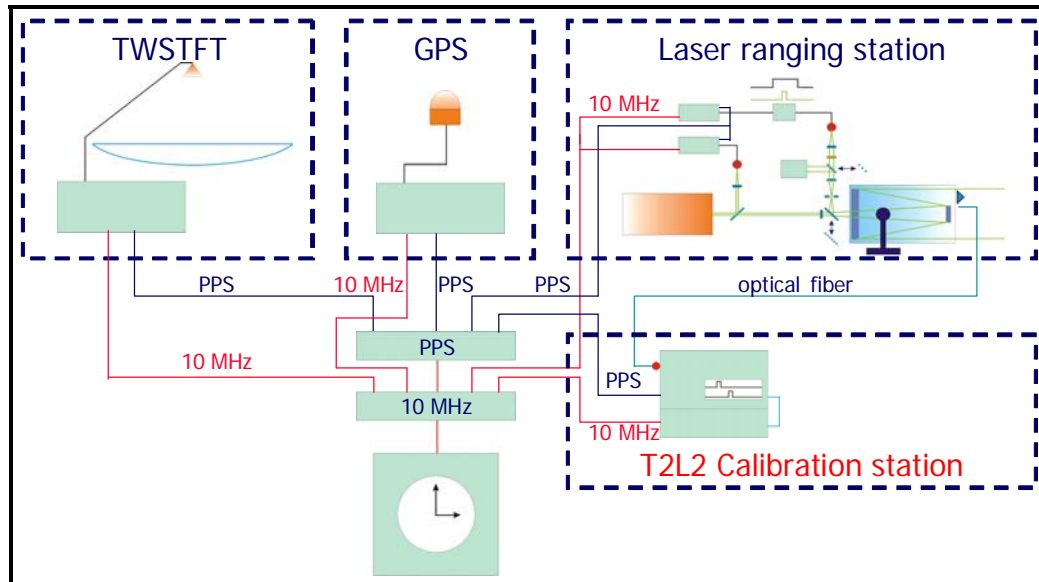 TWSTFT
GPS
Laser ranging station
10 MHz
PPS
10 MHz
PPS
PPS
optical fiber
PPS
10 MHz
PPS
10 MHz
10 MHz
T2L2 Calibration station